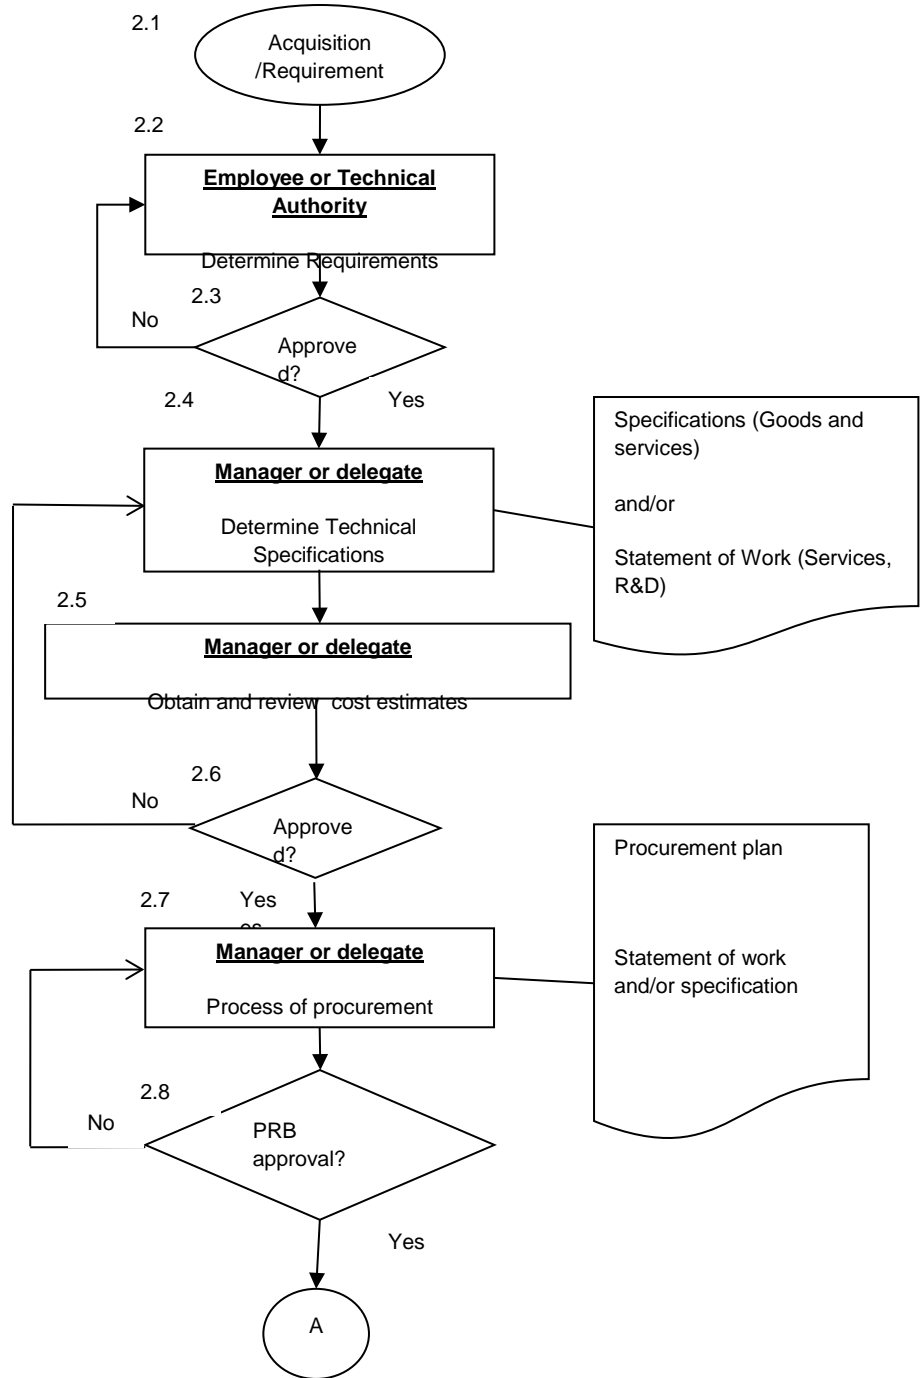 2.1
Acquisition
/Requirement
2.2
Employee or Technical
Authority
Determine Requirements
2.3
No
Approve
d?
2.4
Yes
Manager or delegate
Determine Technical
Specifications
Specifications (Goods and
services)
and/or
Statement of Work (Services,
R&D)
2.5
Manager or delegate
Obtain and review  cost estimates
2.6
No
Approve
d?
2.7
Yes
es
Manager or delegate
Process of procurement
Procurement plan
Statement of work
and/or specification
2.8
No
PRB
approval?
Yes
A